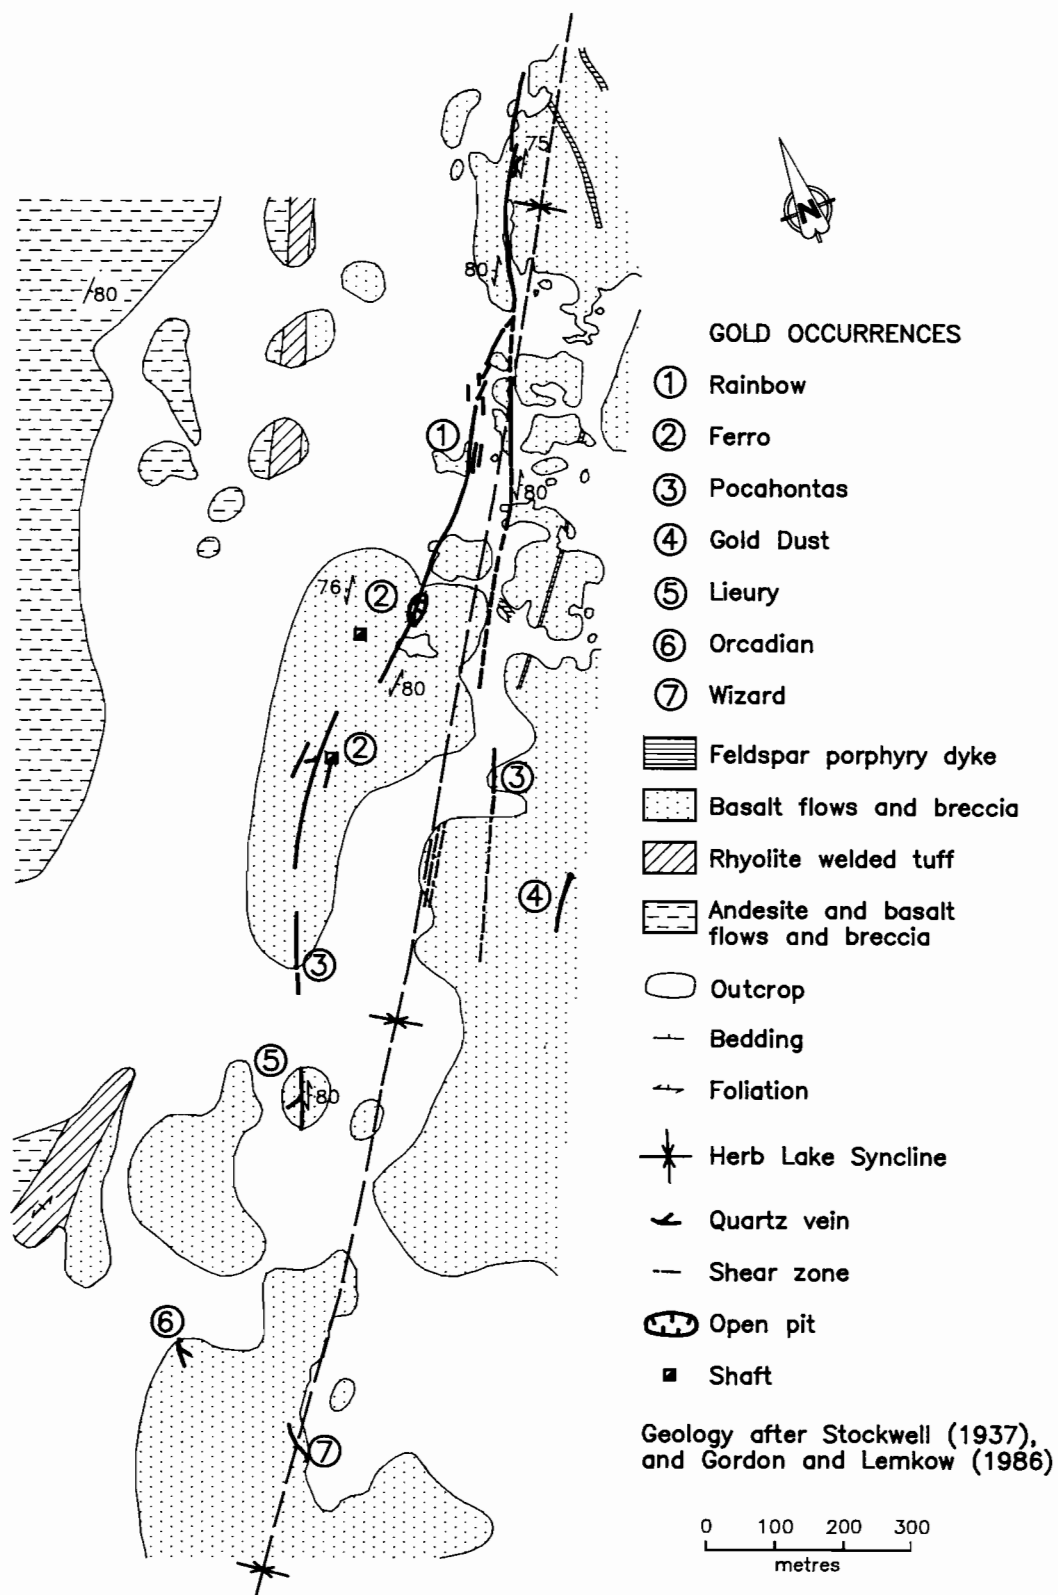 75
80
80
N
GOLD OCCURRENCES
1 Rainbow
2 Ferro
3 Pocahontas
4 Gold Dust
5 Lieury
6 Orcadian
7 Wizard
Feldspar porphyry dyke
Basalt flows and breccia
Rhyolite welded tuff
Andesite and basalt
flows and breccia
Outcrop
Bedding
Foliation
Herb Lake Syncline
Quartz vein
Shear zone
Open pit
Shaft
Geology after Stockwell (1937),
and Gordon and Lemkow (1986)
0 100 200 300
metres
1
80
76
2
80
2
3
4
3
5
80
6
7